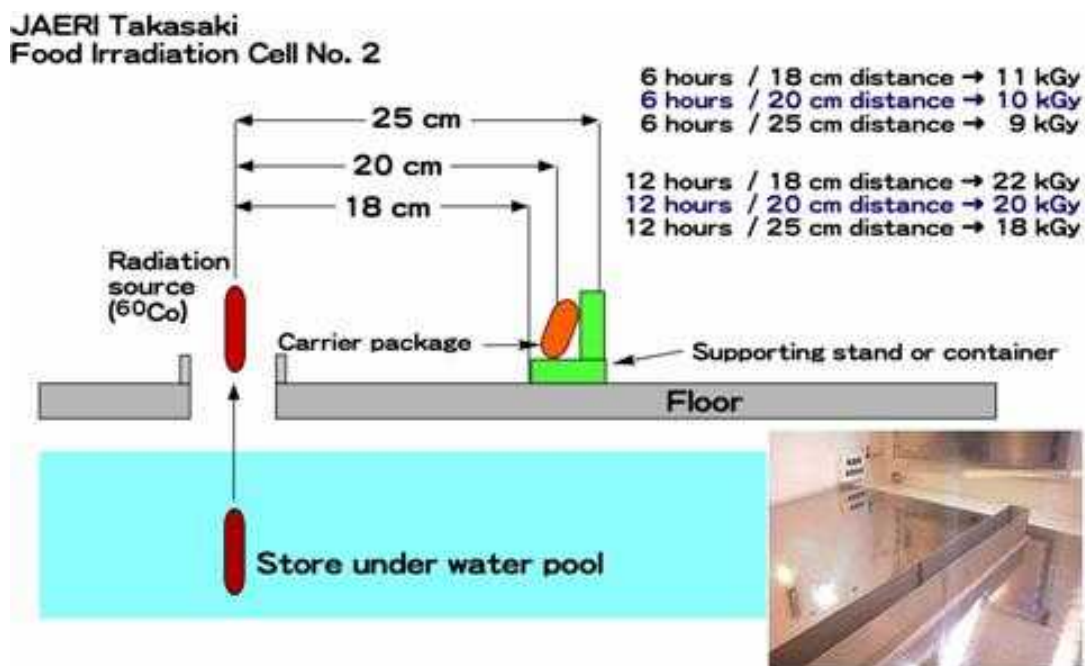 JAERI Takasaki
Food Irradiation Cell No. 2
6 hours / 18 cm distance → 11 kGy
6 hours / 20 cm distance → 10 kGy
6 hours / 25 cm distance → 9 kGy
12 hours / 18 cm distance → 22 kGy
12 hours / 20 cm distance → 20 kGy
12 hours / 25 cm distance → 18 kGy
25 cm
20 cm
18 cm
Radiation
source
(⁶⁰Co)
Carrier package
Supporting stand or container
Floor
Store under water pool